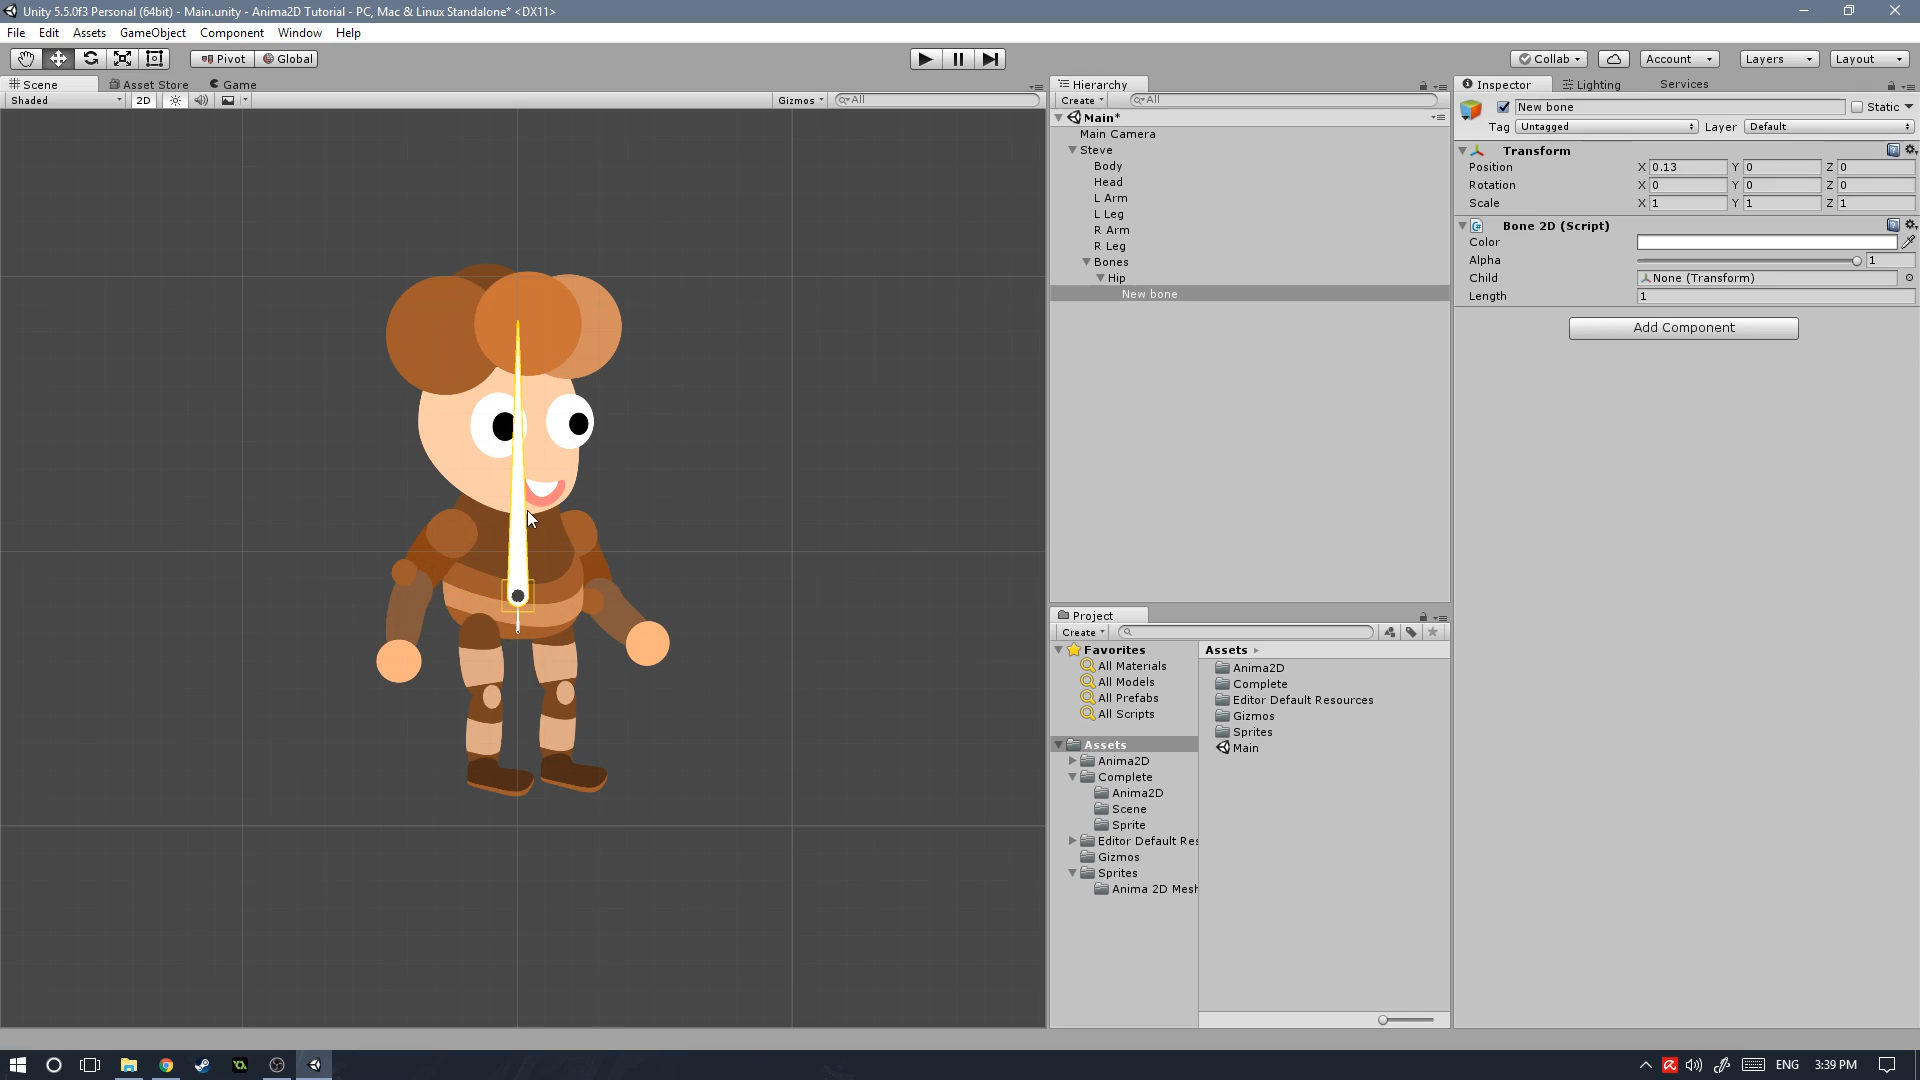 Unity 5.5.0f3 Personal (64bit) - Main.unity - Anima2D Tutorial - PC, Mac & Linux Standalone* <DX11>
File Edit Assets GameObject Component Window Help
Pivot Global Collab Account Layers Layout
Scene Asset Store Game
Shaded 2D Gizmos All
Hierarchy
Create All
Main*
Main Camera
Steve
Body
Head
L Arm
L Leg
R Arm
R Leg
Bones
Hip
New bone
Project
Create
Favorites
All Materials
All Models
All Prefabs
All Scripts
Assets
Anima2D
Complete
Anima2D
Scene
Sprite
Editor Default Res
Gizmos
Sprites
Anima 2D Mesh
Assets
Anima2D
Complete
Editor Default Resources
Gizmos
Sprites
Main
Inspector Lighting Services
New bone Static
Tag Untagged Layer Default
Transform
Position X 0.13 Y 0 Z 0
Rotation X 0 Y 0 Z 0
Scale X 1 Y 1 Z 1
Bone 2D (Script)
Color
Alpha 1
Child None (Transform)
Length 1
Add Component
ENG 3:39 PM